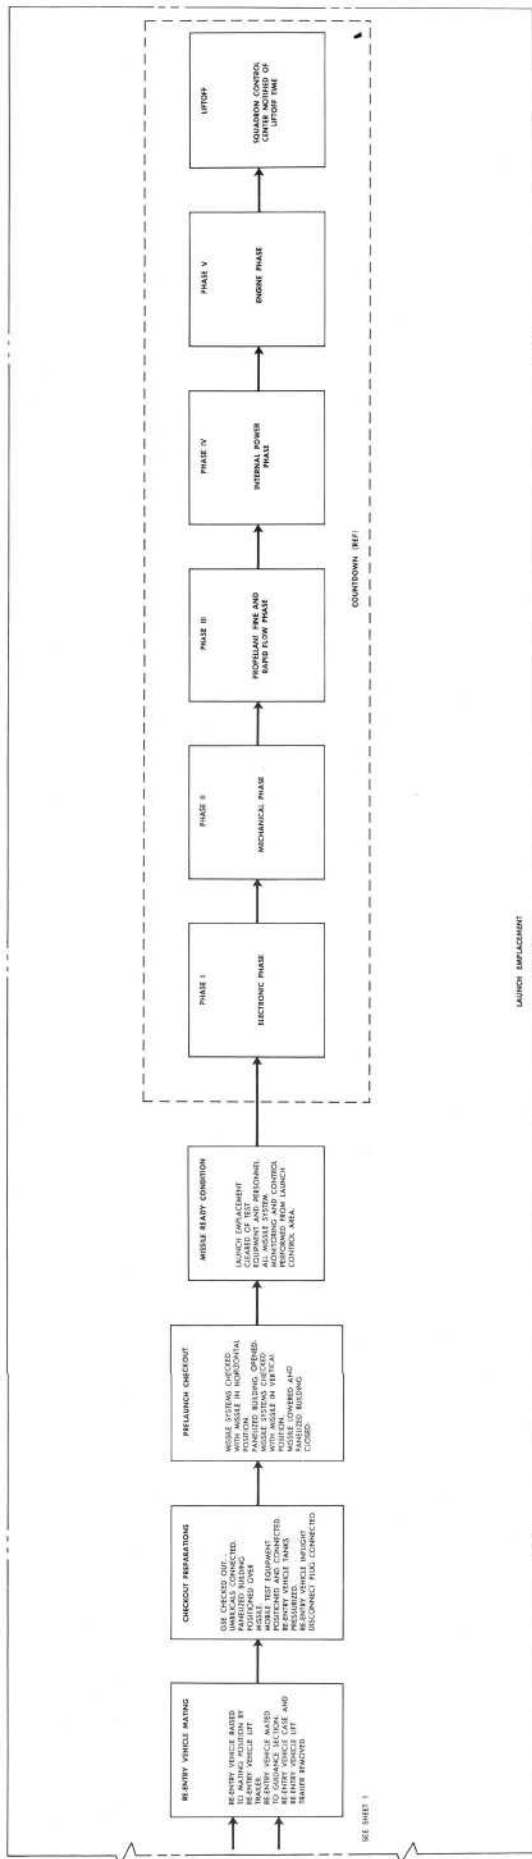 RE-ENTRY VEHICLE MATING
RE-ENTRY VEHICLE RAISED
TO MATING POSITION BY
RE-ENTRY VEHICLE LIFT
TRAILER.
RE-ENTRY VEHICLE MATED
TO GUIDANCE SECTION.
RE-ENTRY VEHICLE CASE AND
RE-ENTRY VEHICLE LIFT
TRAILER REMOVED.
SEE SHEET 1
CHECKOUT PREPARATIONS
CHECKED OUT.
UMBILICALS CONNECTED.
PANELIZED BUILDING
POSITIONED OVER
MISSILE.
MOBILE TEST EQUIPMENT
POSITIONED AND CONNECTED.
RE-ENTRY VEHICLE TANKS
PRESSURIZED.
RE-ENTRY VEHICLE INFLIGHT
DISCONNECT PLUG CONNECTED.
PRELAUNCH CHECKOUT
MISSILE SYSTEMS CHECKED
WITH MISSILE IN HORIZONTAL
POSITION.
PANELIZED BUILDING OPENED.
MISSILE SYSTEMS CHECKED
WITH MISSILE IN VERTICAL
POSITION.
MISSILE LOWERED AND
PANELIZED BUILDING
CLOSED.
MISSILE READY CONDITION
LAUNCH EMPLACEMENT
CLEARED OF TEST
EQUIPMENT AND PERSONNEL.
ALL MISSILE SYSTEM
MONITORING AND CONTROL
PERFORMED FROM LAUNCH
CONTROL AREA.
PHASE I
ELECTRONIC PHASE
PHASE II
MECHANICAL PHASE
PHASE III
PROPELLANT FINE AND
RAPID FLOW PHASE
PHASE IV
INTERNAL POWER
PHASE
PHASE V
ENGINE PHASE
LIFTOFF
SQUADRON CONTROL
CENTER NOTIFIED OF
LIFTOFF TIME
COUNTDOWN (REF)
LAUNCH EMPLACEMENT